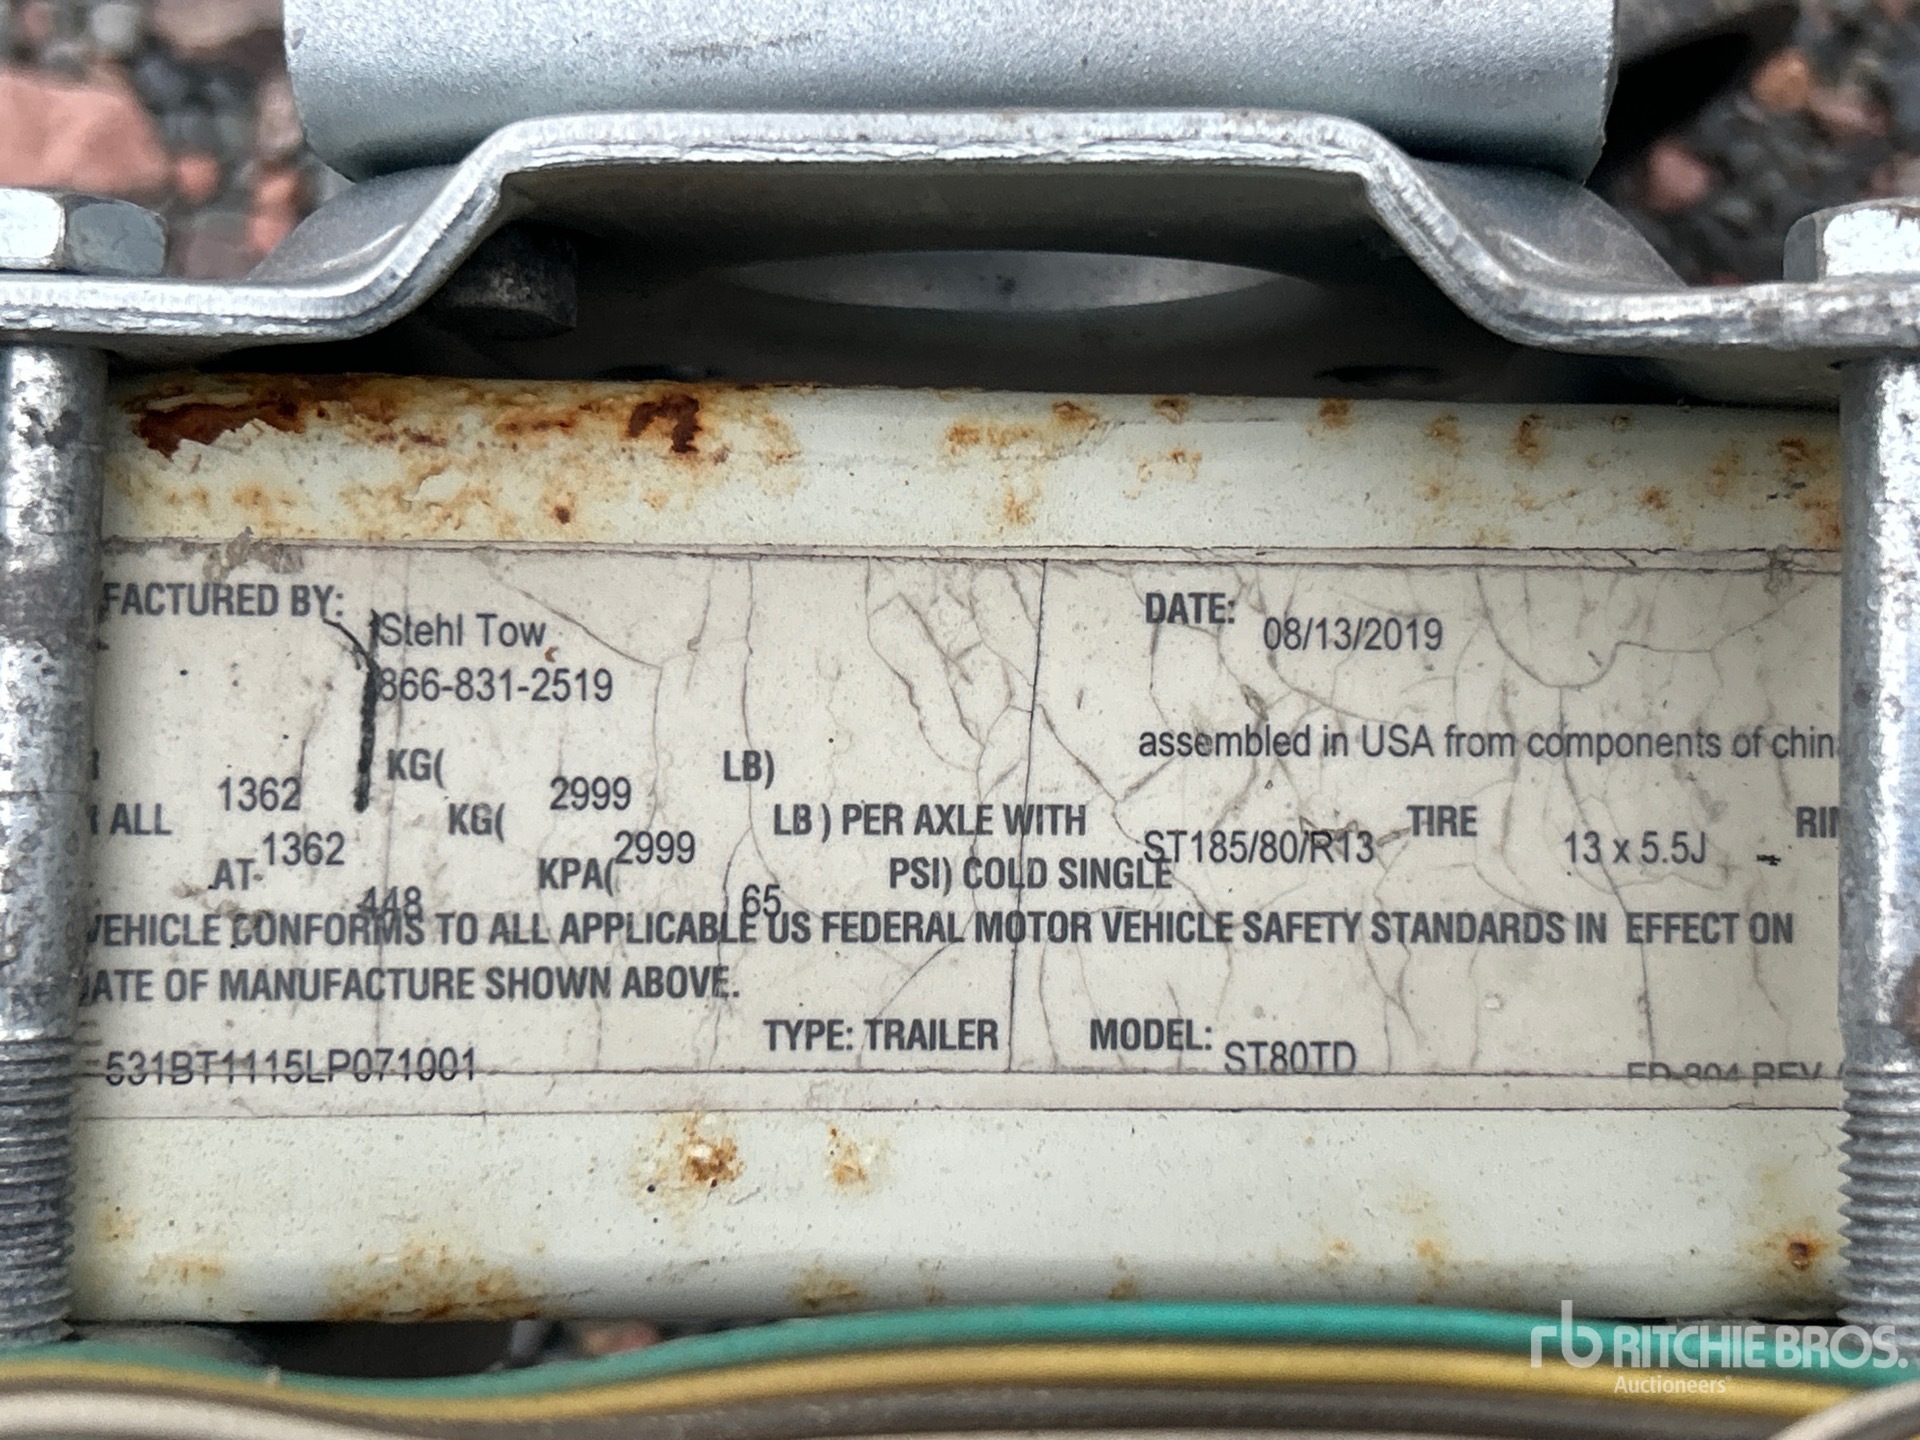 FACTURED BY: Stehl Tow
DATE: 08/13/2019
866-831-2519
assembled in USA from components of chin
1362 KG( 2999 LB)
ALL 1362 KG( 2999 LB ) PER AXLE WITH ST185/80/R13 TIRE 13 x 5.5J
AT 448 KPA( 65 PSI) COLD SINGLE
VEHICLE CONFORMS TO ALL APPLICABLE US FEDERAL MOTOR VEHICLE SAFETY STANDARDS IN EFFECT ON
DATE OF MANUFACTURE SHOWN ABOVE.
531BT1115LP071001 TYPE: TRAILER MODEL: ST80TD
rb RITCHIE BROS.
Auctioneers